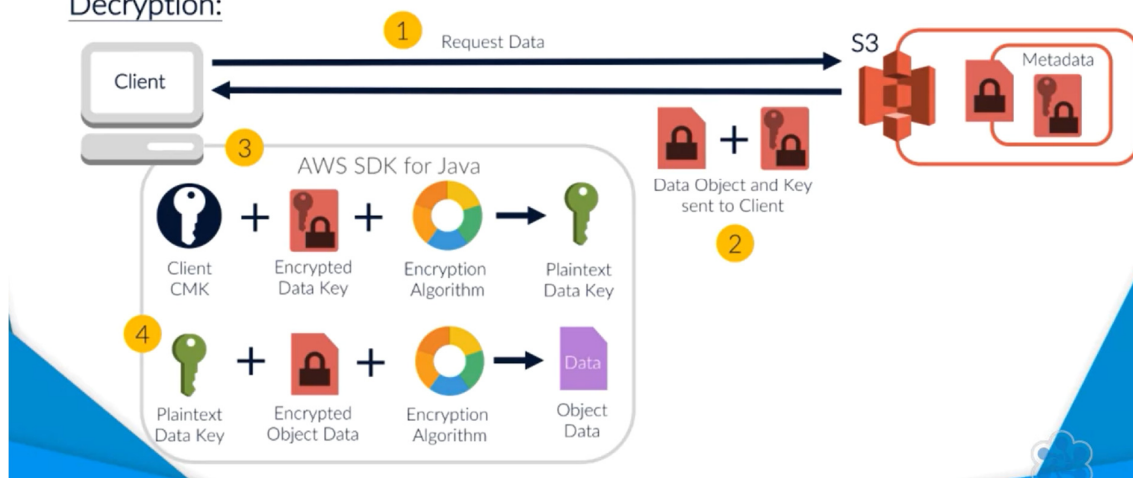 Decryption:
1
Request Data
S3
Metadata
Client
Data Object and Key
sent to Client
2
3
AWS SDK for Java
Client
CMK
Encrypted
Data Key
Encryption
Algorithm
Plaintext
Data Key
4
Data
Plaintext
Data Key
Encrypted
Object Data
Encryption
Algorithm
Object
Data